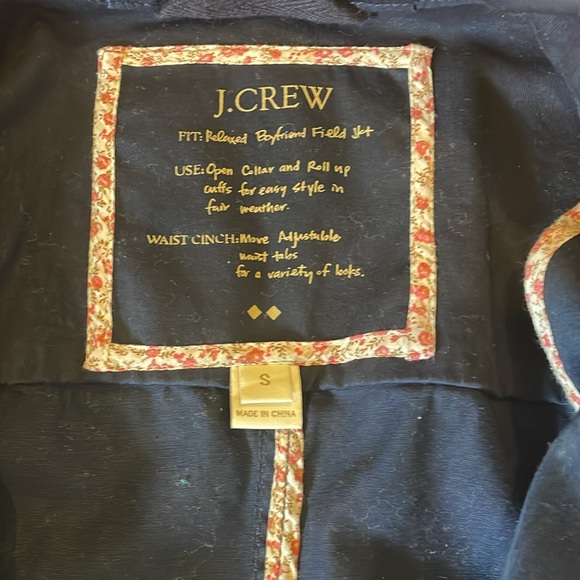 J.CREW
FIT: Relaxed Boyfriend Field Jkt
USE: Open Collar and Roll up
cuffs for easy style in
fair weather.
WAIST CINCH: Move Adjustable
waist tabs
for a variety of looks.
S
MADE IN CHINA